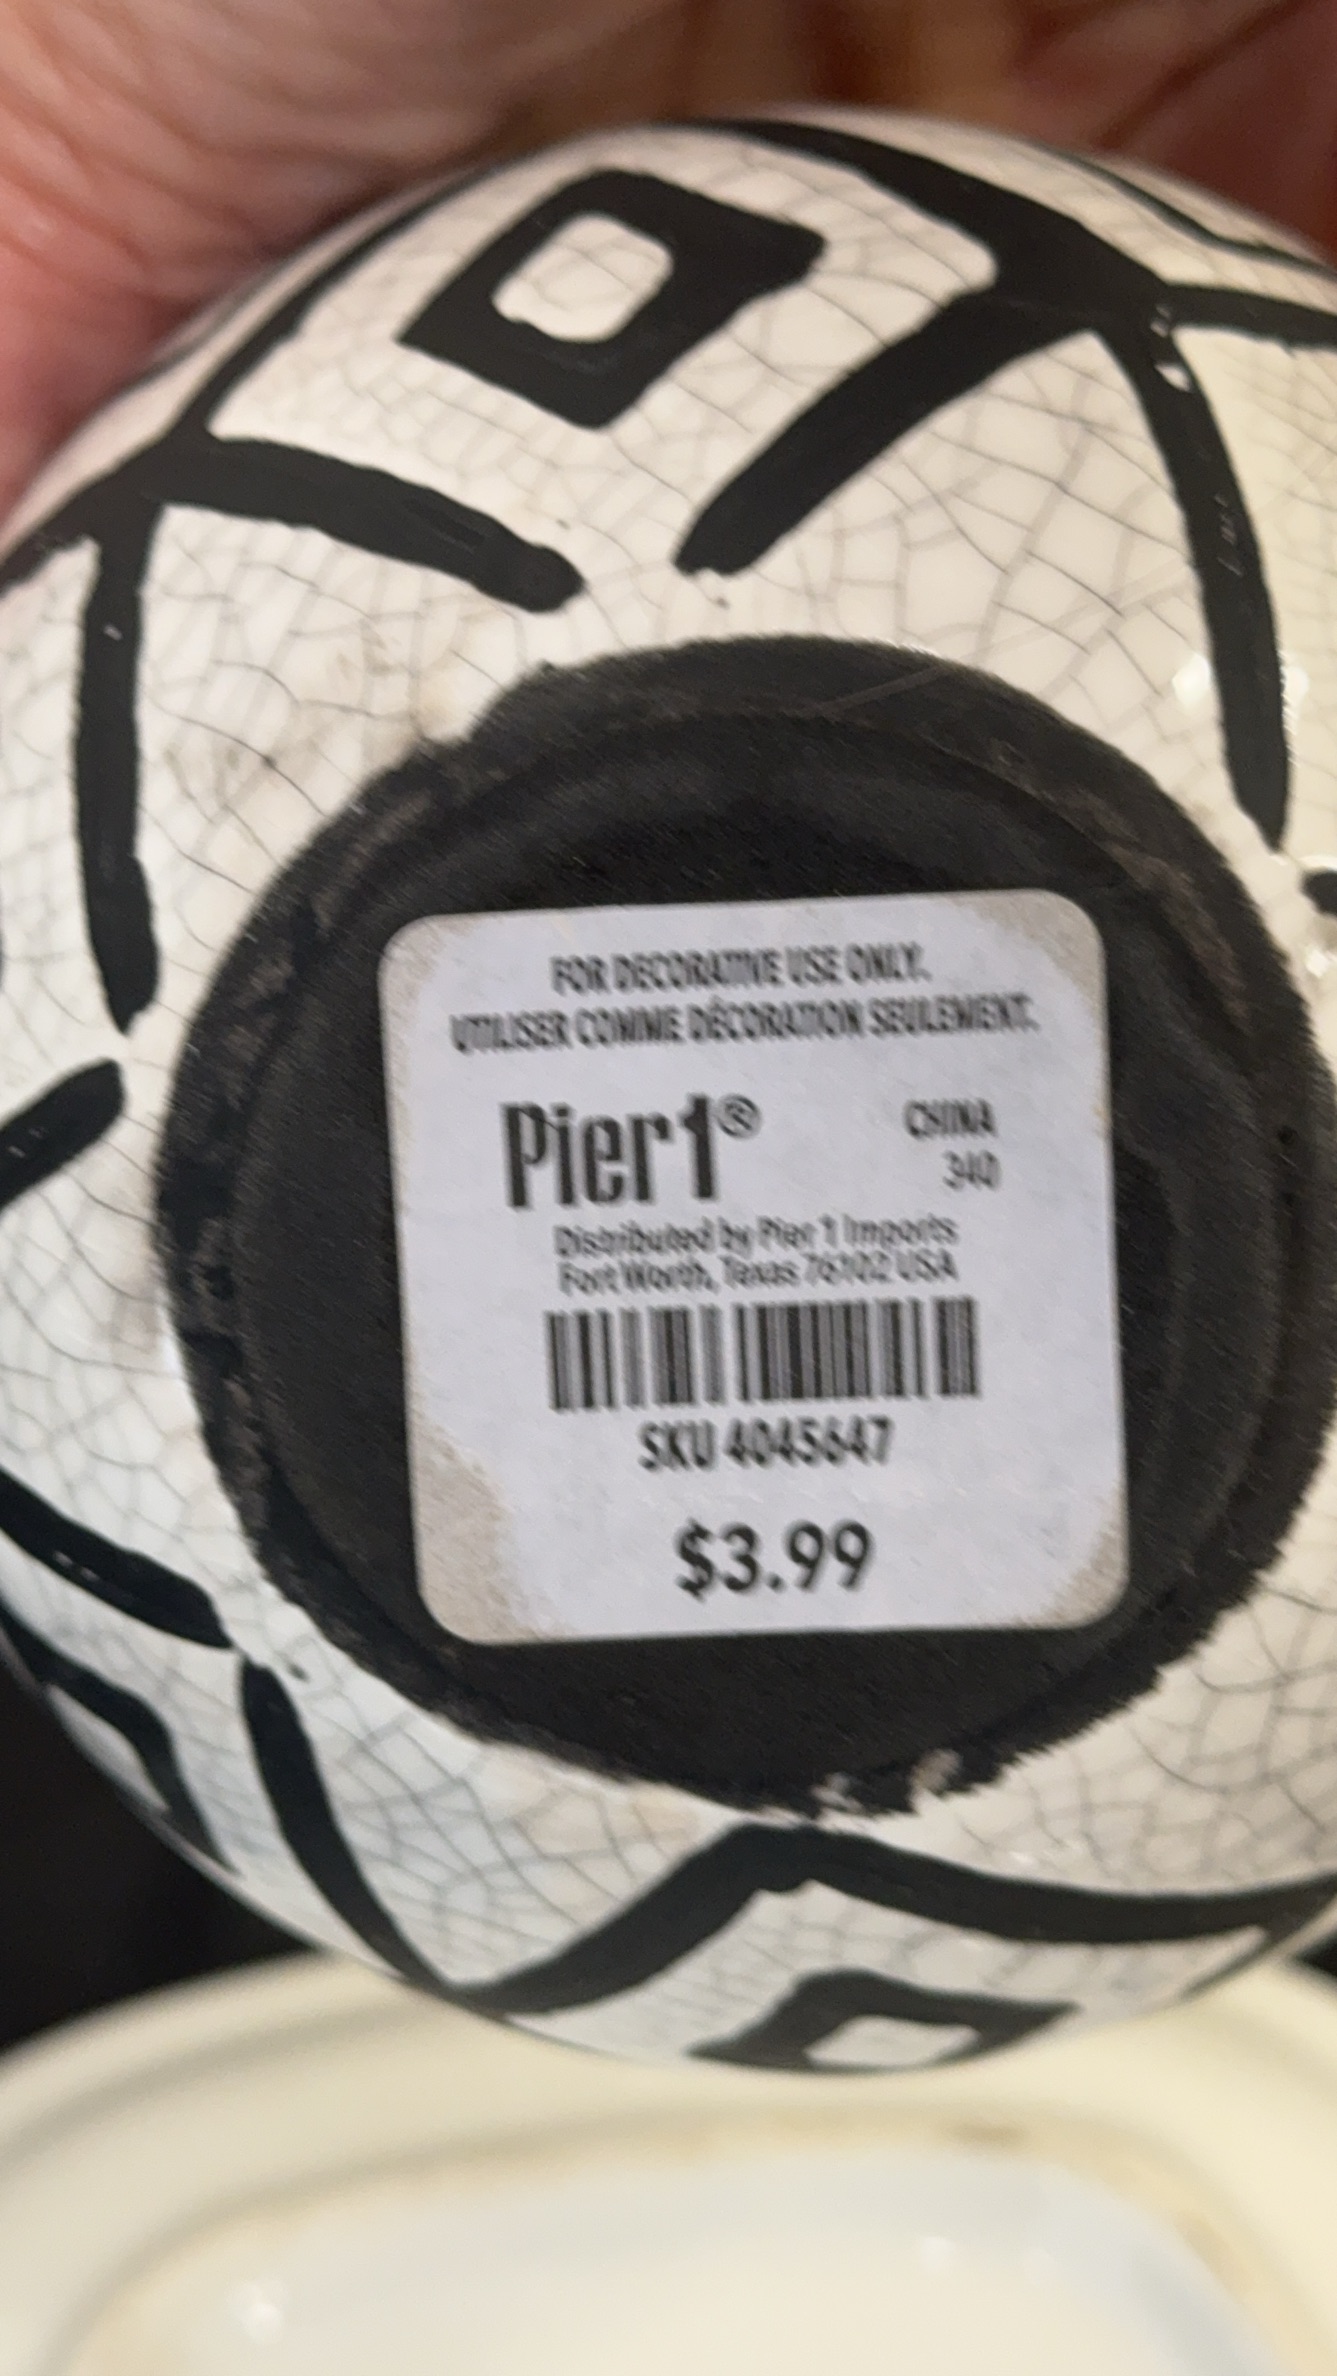 FOR DECORATIVE USE ONLY.
UTILISER COMME DÉCORATION SEULEMENT.
Pier1®
CHINA
340
Distributed by Pier 1 Imports
Fort Worth, Texas 76102 USA
SKU 4045647
$3.99